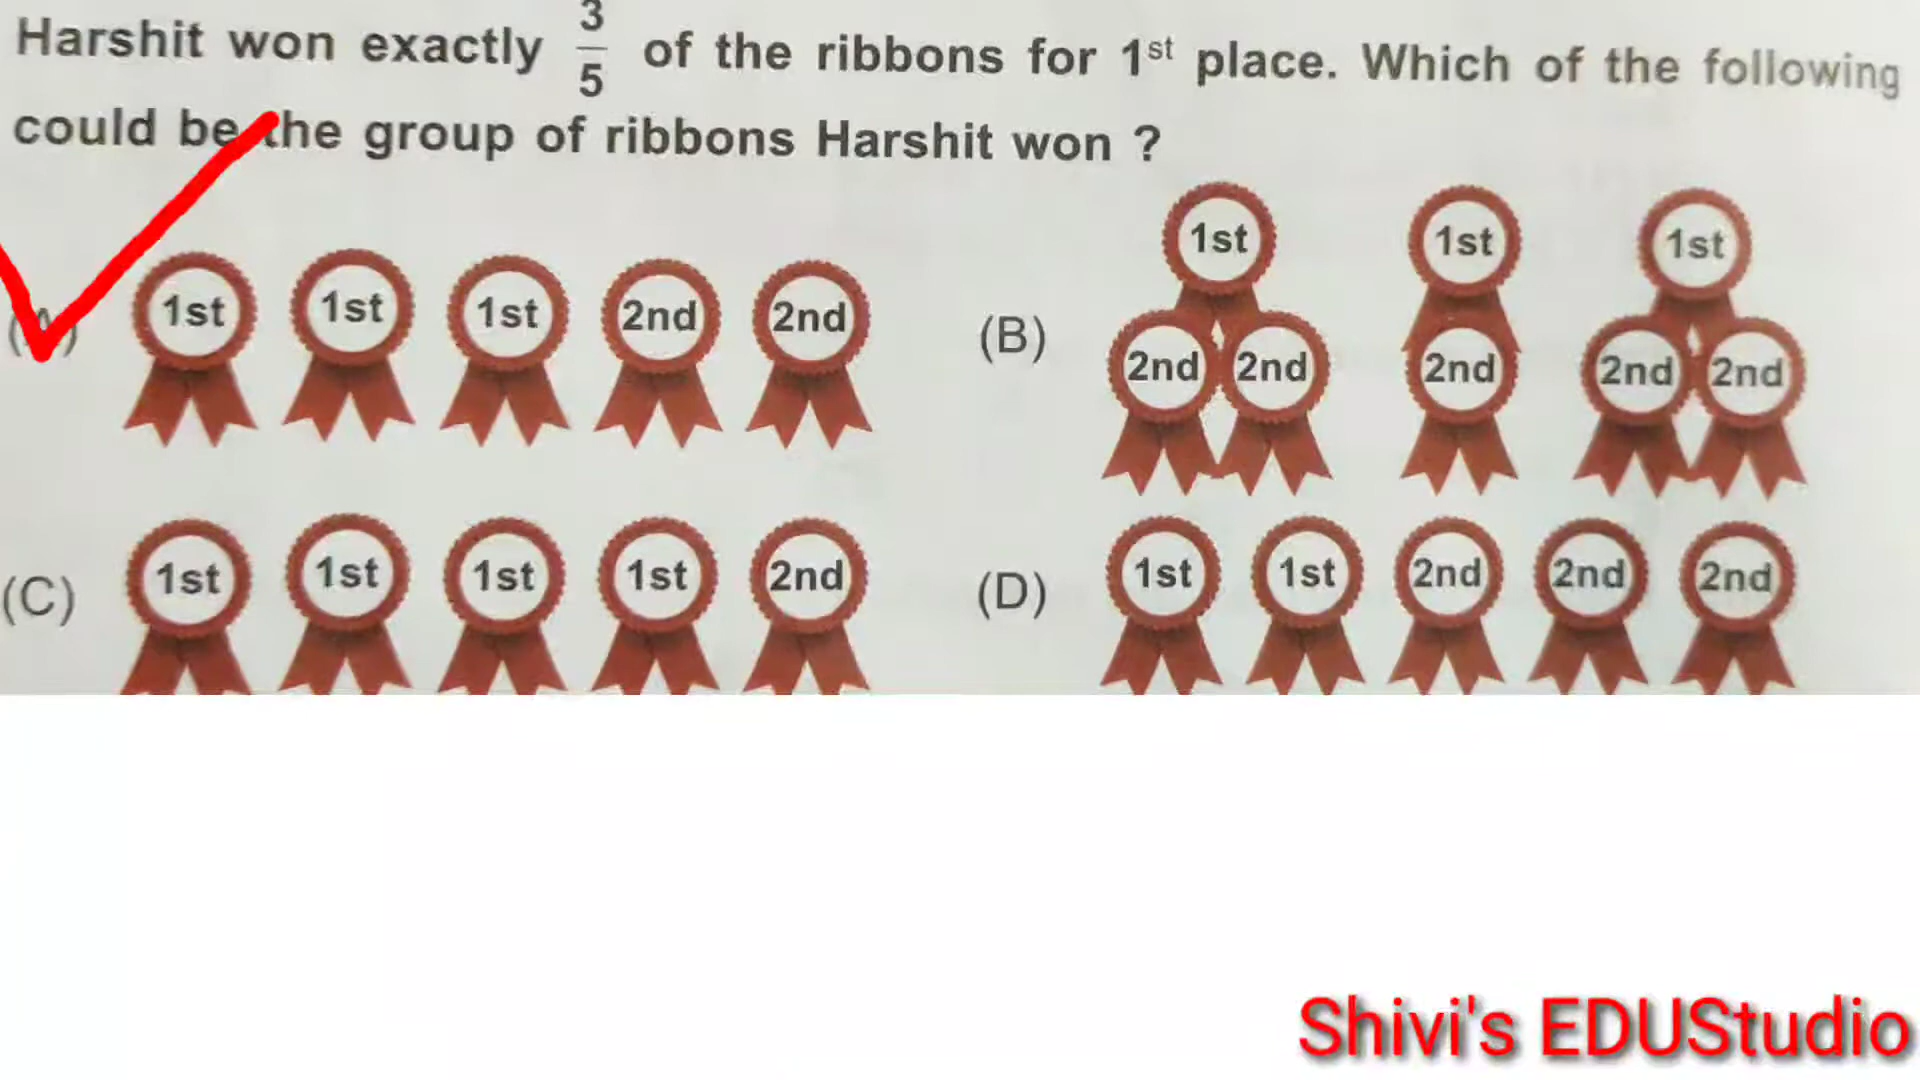 Harshit won exactly 3/5 of the ribbons for 1st place. Which of the following
could be the group of ribbons Harshit won ?
(A) 1st 1st 1st 2nd 2nd
(B) 1st 1st 1st
2nd 2nd 2nd 2nd 2nd
(C) 1st 1st 1st 1st 2nd
(D) 1st 1st 2nd 2nd 2nd
Shivi's EDUStudio